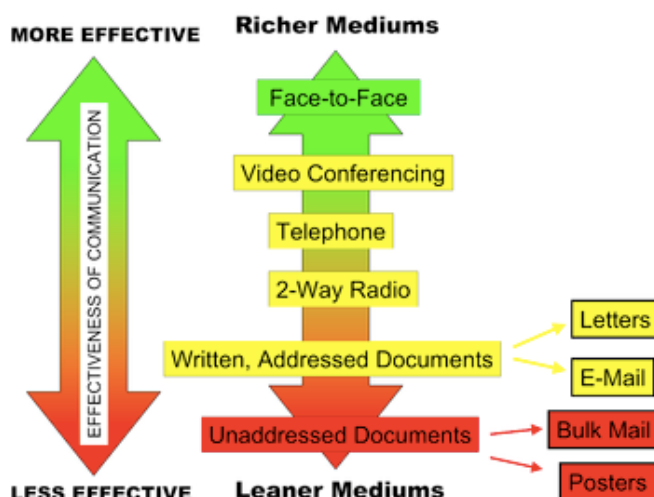 MORE EFFECTIVE
Richer Mediums
EFFECTIVENESS OF COMMUNICATION
Face-to-Face
Video Conferencing
Telephone
2-Way Radio
Written, Addressed Documents
Letters
E-Mail
Unaddressed Documents
Bulk Mail
Posters
LESS EFFECTIVE
Leaner Mediums